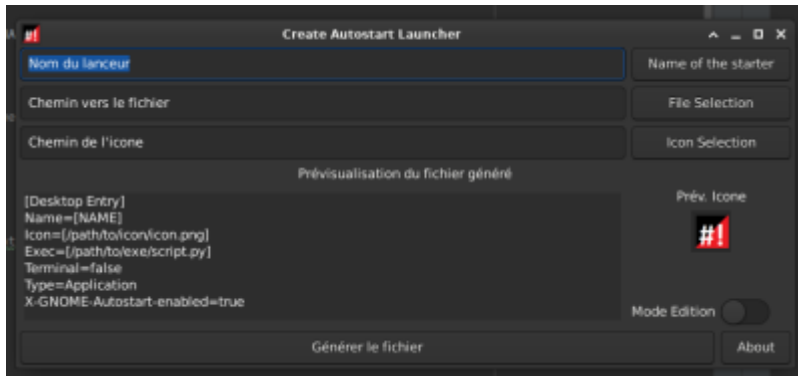 #! Create Autostart Launcher
Nom du lanceur Name of the starter
Chemin vers le fichier File Selection
Chemin de l'icone Icon Selection
Prévisualisation du fichier généré
[Desktop Entry]
Name=[NAME]
Icon=[/path/to/icon/icon.png]
Exec=[/path/to/exe/script.py]
Terminal=false
Type=Application
X-GNOME-Autostart-enabled=true
Prév. Icone
#!
Mode Edition
Générer le fichier About